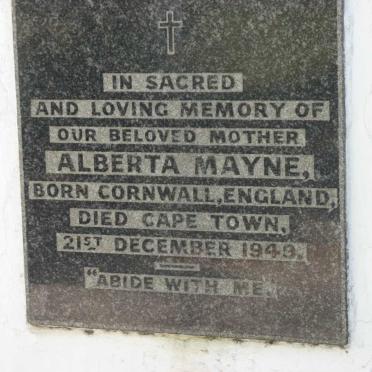 IN SACRED
AND LOVING MEMORY OF
OUR BELOVED MOTHER
ALBERTA MAYNE,
BORN CORNWALL, ENGLAND,
DIED CAPE TOWN,
21ST DECEMBER 1949.
"ABIDE WITH ME.